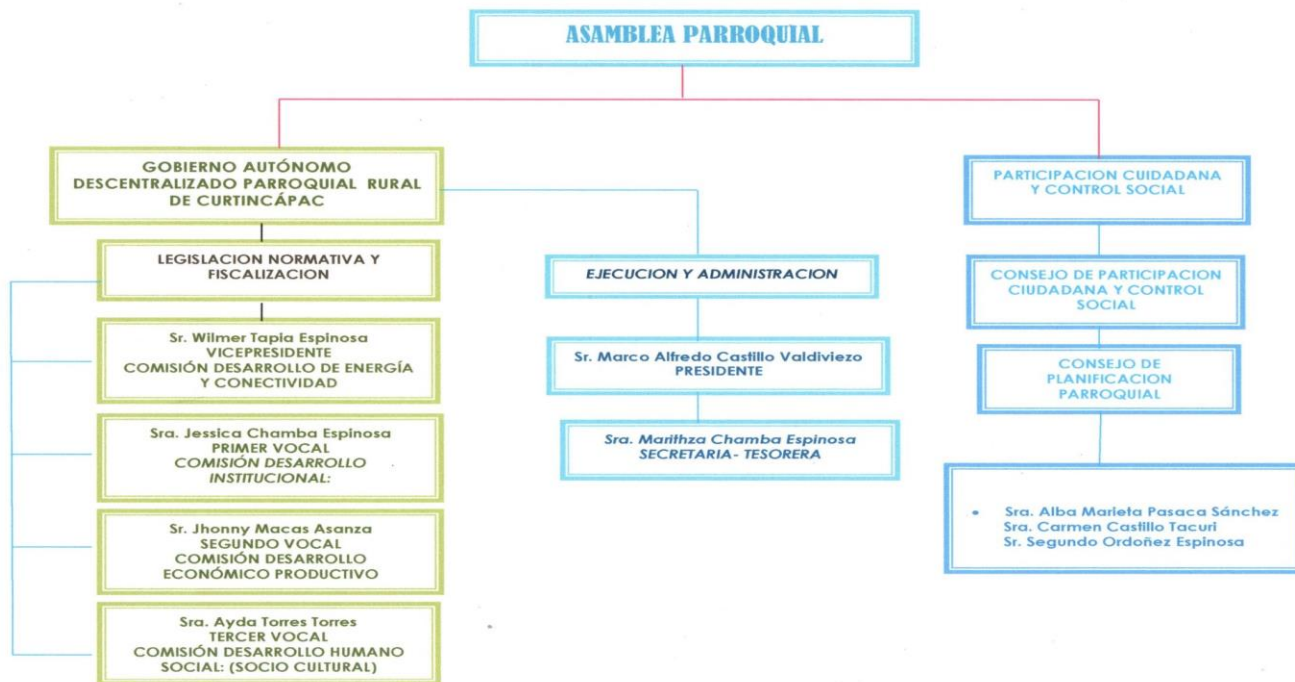 ASAMBLEA PARROQUIAL
GOBIERNO AUTÓNOMO
DESCENTRALIZADO PARROQUIAL RURAL
DE CURTINCÁPAC
LEGISLACION NORMATIVA Y
FISCALIZACION
Sr. Wilmer Tapia Espinosa
VICEPRESIDENTE
COMISIÓN DESARROLLO DE ENERGÍA
Y CONECTIVIDAD
Sra. Jessica Chamba Espinosa
PRIMER VOCAL
COMISIÓN DESARROLLO
INSTITUCIONAL:
Sr. Jhonny Macas Asanza
SEGUNDO VOCAL
COMISIÓN DESARROLLO
ECONÓMICO PRODUCTIVO
Sra. Ayda Torres Torres
TERCER VOCAL
COMISIÓN DESARROLLO HUMANO
SOCIAL: (SOCIO CULTURAL)
EJECUCION Y ADMINISTRACION
Sr. Marco Alfredo Castillo Valdiviezo
PRESIDENTE
Sra. Marithza Chamba Espinosa
SECRETARIA- TESORERA
PARTICIPACION CUIDADANA
Y CONTROL SOCIAL
CONSEJO DE PARTICIPACION
CIUDADANA Y CONTROL
SOCIAL
CONSEJO DE
PLANIFICACION
PARROQUIAL
• Sra. Alba Marieta Pasaca Sánchez
Sra. Carmen Castillo Tacuri
Sr. Segundo Ordoñez Espinosa